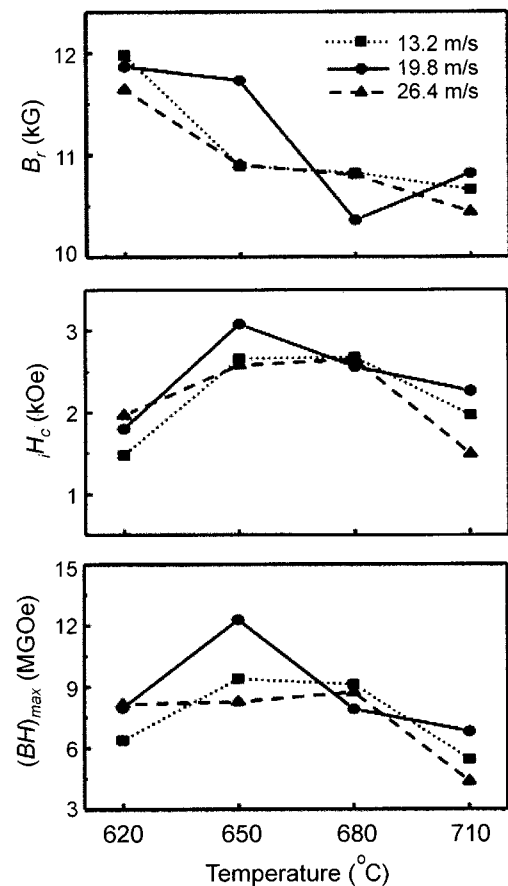 12
11
10
B_r (kG)
13.2 m/s
19.8 m/s
26.4 m/s
3
2
1
_iH_c (kOe)
15
12
9
6
3
(BH)_max (MGOe)
620 650 680 710
Temperature (°C)